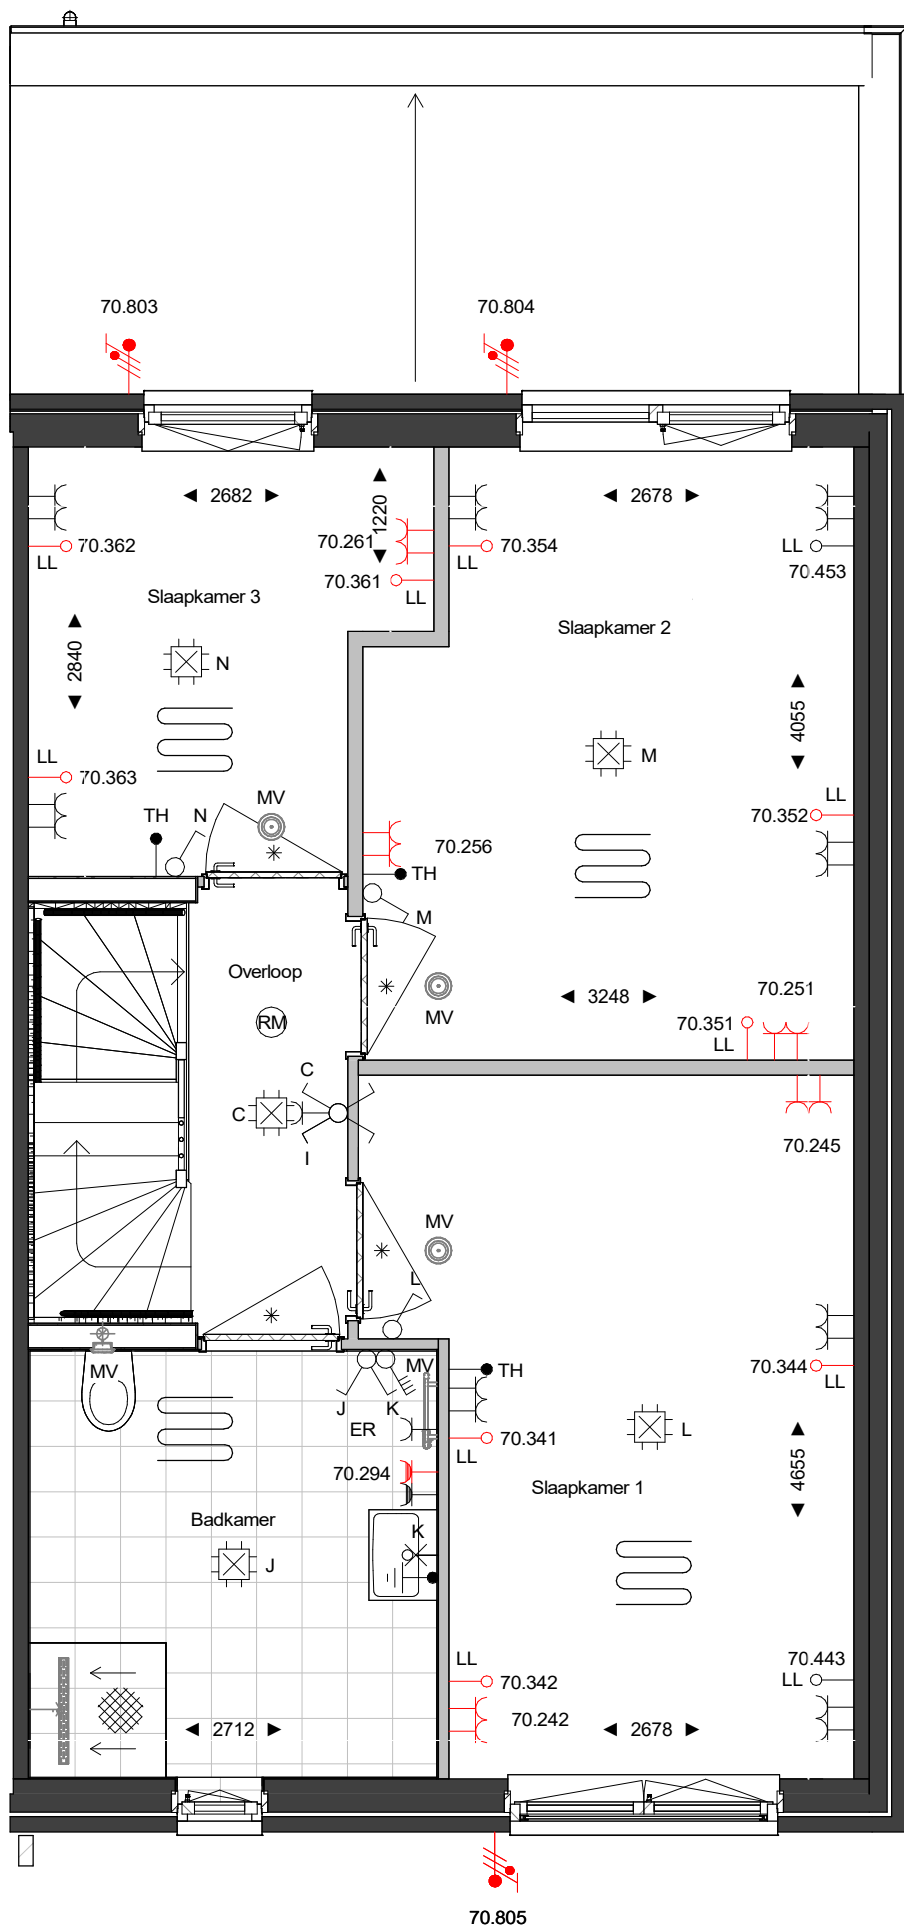 70.803
70.804
2682
1220
2678
70.261
70.362
LL
70.361
LL
70.354
LL
LL
70.453
Slaapkamer 3
Slaapkamer 2
2840
N
4055
M
LL
70.363
TH
N
MV
LL
70.352
70.256
TH
M
Overloop
RM
MV
3248
70.251
70.351
LL
C
C
I
70.245
MV
L
MV
MV
J
K
ER
TH
70.344
LL
70.341
LL
L
4655
70.294
Slaapkamer 1
Badkamer
K
J
LL
70.342
70.443
LL
70.242
2712
2678
70.805